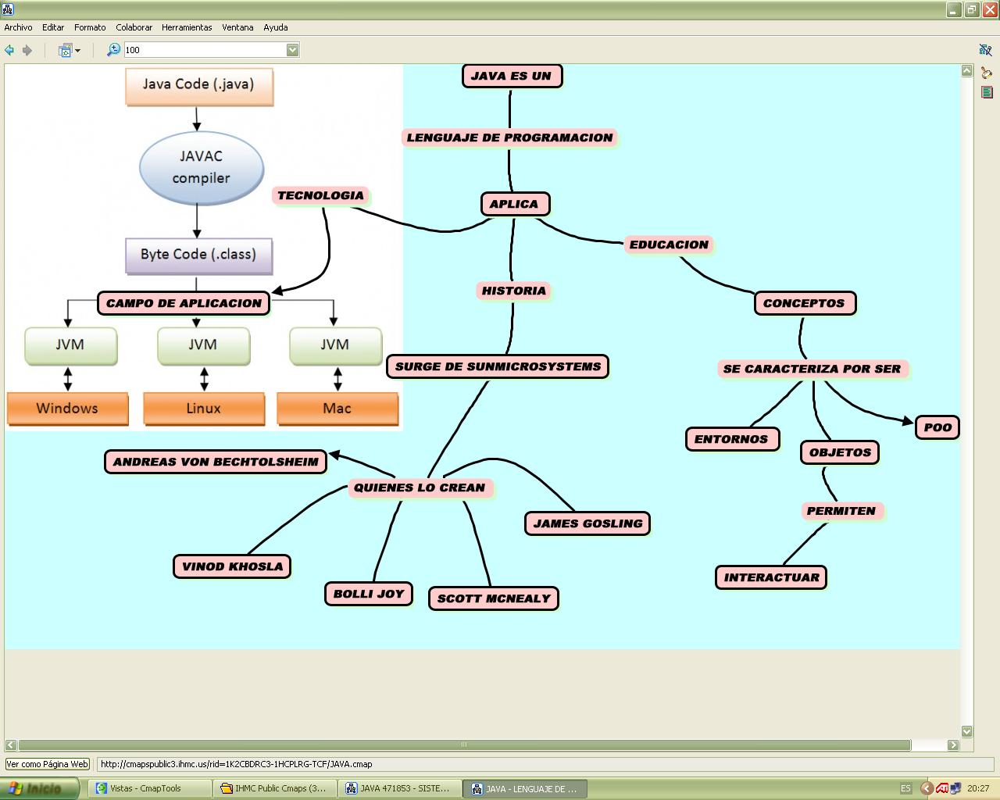 Archivo Editar Formato Colaborar Herramientas Ventana Ayuda
100
Java Code (.java)
JAVAC
compiler
Byte Code (.class)
JVM
JVM
JVM
Windows
Linux
Mac
JAVA ES UN
LENGUAJE DE PROGRAMACION
TECNOLOGIA
APLICA
EDUCACION
CAMPO DE APLICACION
HISTORIA
CONCEPTOS
SURGE DE SUNMICROSYSTEMS
SE CARACTERIZA POR SER
ENTORNOS
OBJETOS
POO
ANDREAS VON BECHTOLSHEIM
QUIENES LO CREAN
PERMITEN
JAMES GOSLING
VINOD KHOSLA
BOLLI JOY
SCOTT MCNEALY
INTERACTUAR
Ver como Página Web
http://cmapspublic3.ihmc.us/rid=1K2CBDRC3-1HCPLRG-TCF/JAVA.cmap
Inicio
Vistas - CmapTools
IHMC Public Cmaps (3...
JAVA 471853 - SISTE...
JAVA - LENGUAJE DE ...
ES
20:27